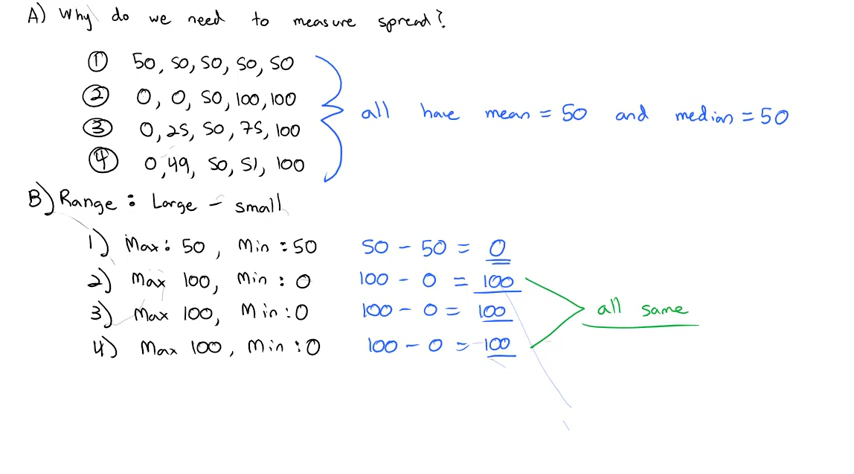 A) Why do we need to measure spread?
① 50, 50, 50, 50, 50
② 0, 0, 50, 100, 100
③ 0, 25, 50, 75, 100
④ 0, 49, 50, 51, 100
all have mean = 50 and median = 50
B) Range : Large - small
1) Max : 50, Min : 50 50 - 50 = 0
2) Max 100, Min : 0 100 - 0 = 100
3) Max 100, Min : 0 100 - 0 = 100
4) Max 100, Min : 0 100 - 0 = 100
all same